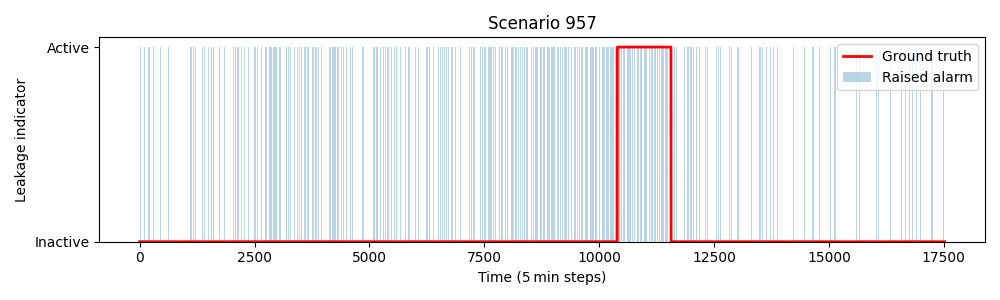 Scenario 957
Active
Inactive
Leakage indicator
Ground truth
Raised alarm
0 2500 5000 7500 10000 12500 15000 17500
Time (5 min steps)